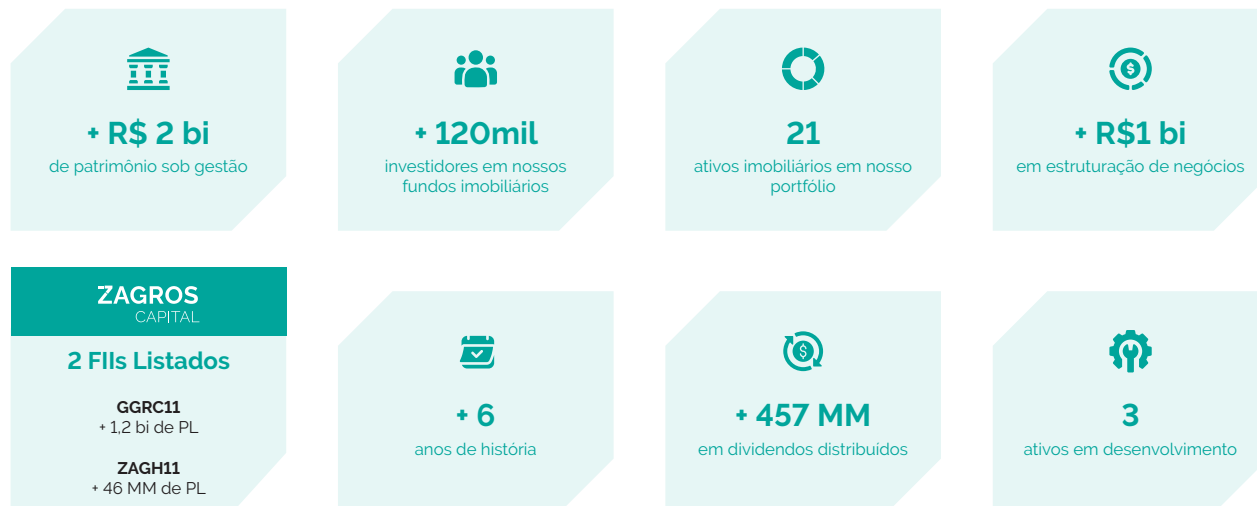 + R$ 2 bi
de patrimônio sob gestão
+ 120mil
investidores em nossos
fundos imobiliários
21
ativos imobiliários em nosso
portfólio
+ R$1 bi
em estruturação de negócios
ZAGROS
CAPITAL
2 FIIs Listados
GGRC11
+ 1,2 bi de PL
ZAGH11
+ 46 MM de PL
+ 6
anos de história
+ 457 MM
em dividendos distribuídos
3
ativos em desenvolvimento